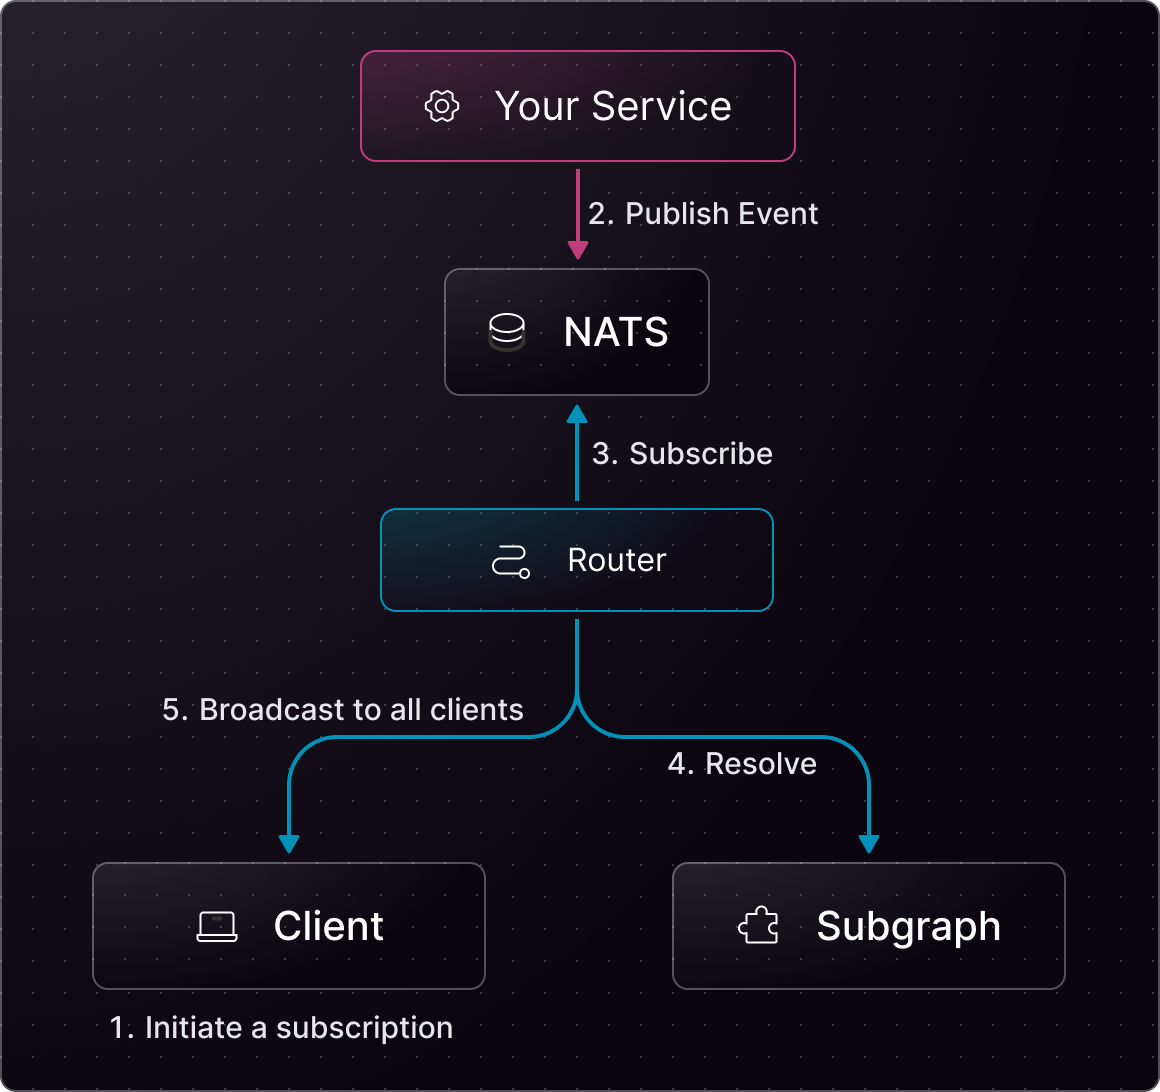 Your Service
2. Publish Event
NATS
3. Subscribe
Router
5. Broadcast to all clients
4. Resolve
Client
Subgraph
1. Initiate a subscription